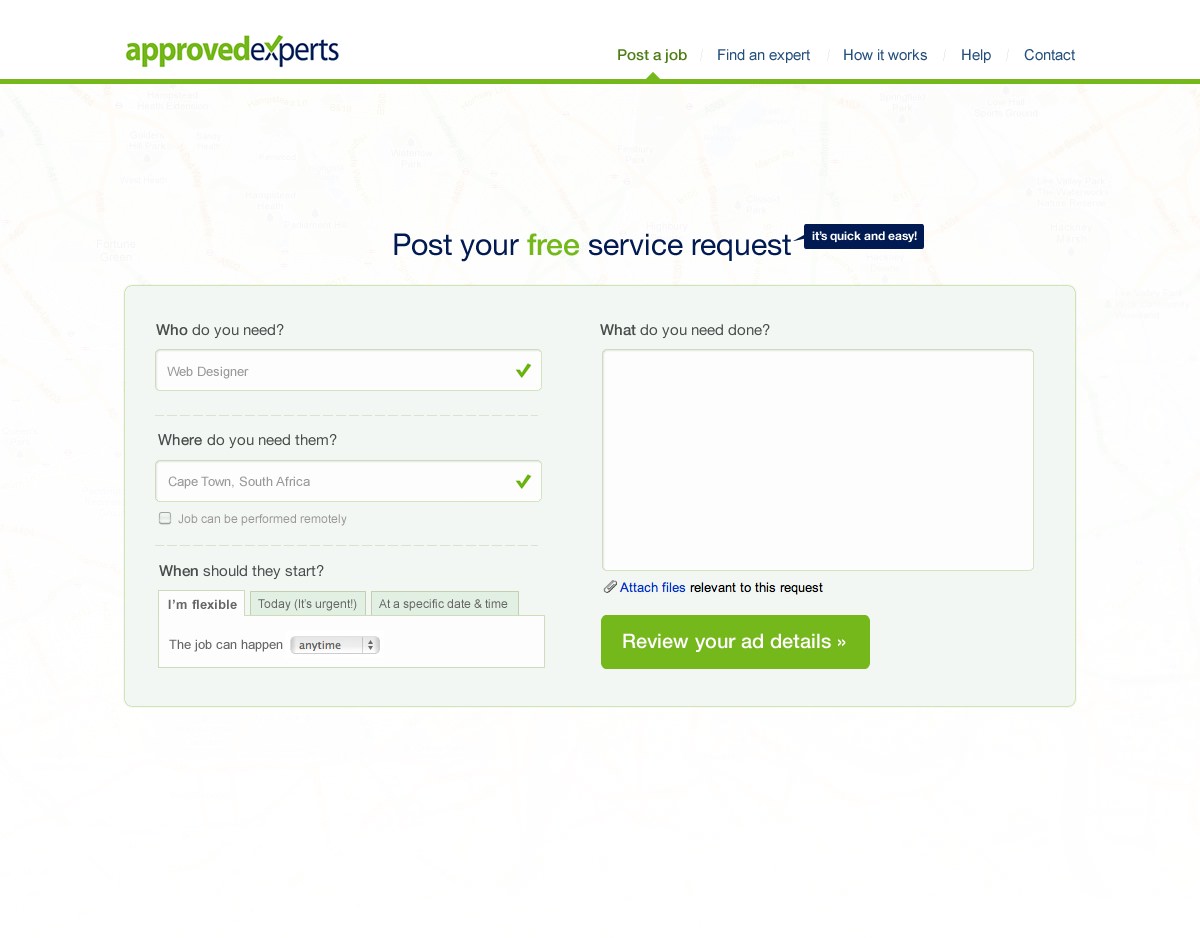 approvedexperts
Post a job
Find an expert
How it works
Help
Contact
Post your free service request
it's quick and easy!
Who do you need?
Web Designer
Where do you need them?
Cape Town, South Africa
Job can be performed remotely
When should they start?
I'm flexible
Today (It's urgent!)
At a specific date & time
The job can happen anytime
What do you need done?
Attach files relevant to this request
Review your ad details »